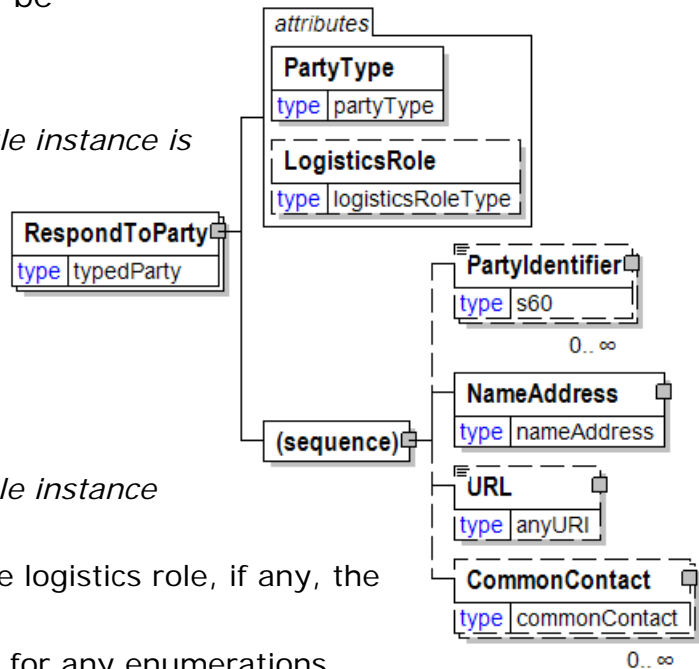 be
attributes
PartyType
type partyType
le instance is
LogisticsRole
type logisticsRoleType
RespondToParty
type typedParty
PartyIdentifier
type s60
0.. ∞
NameAddress
type nameAddress
(sequence)
URL
type anyURI
le instance
e logistics role, if any, the
CommonContact
type commonContact
for any enumerations
0.. ∞